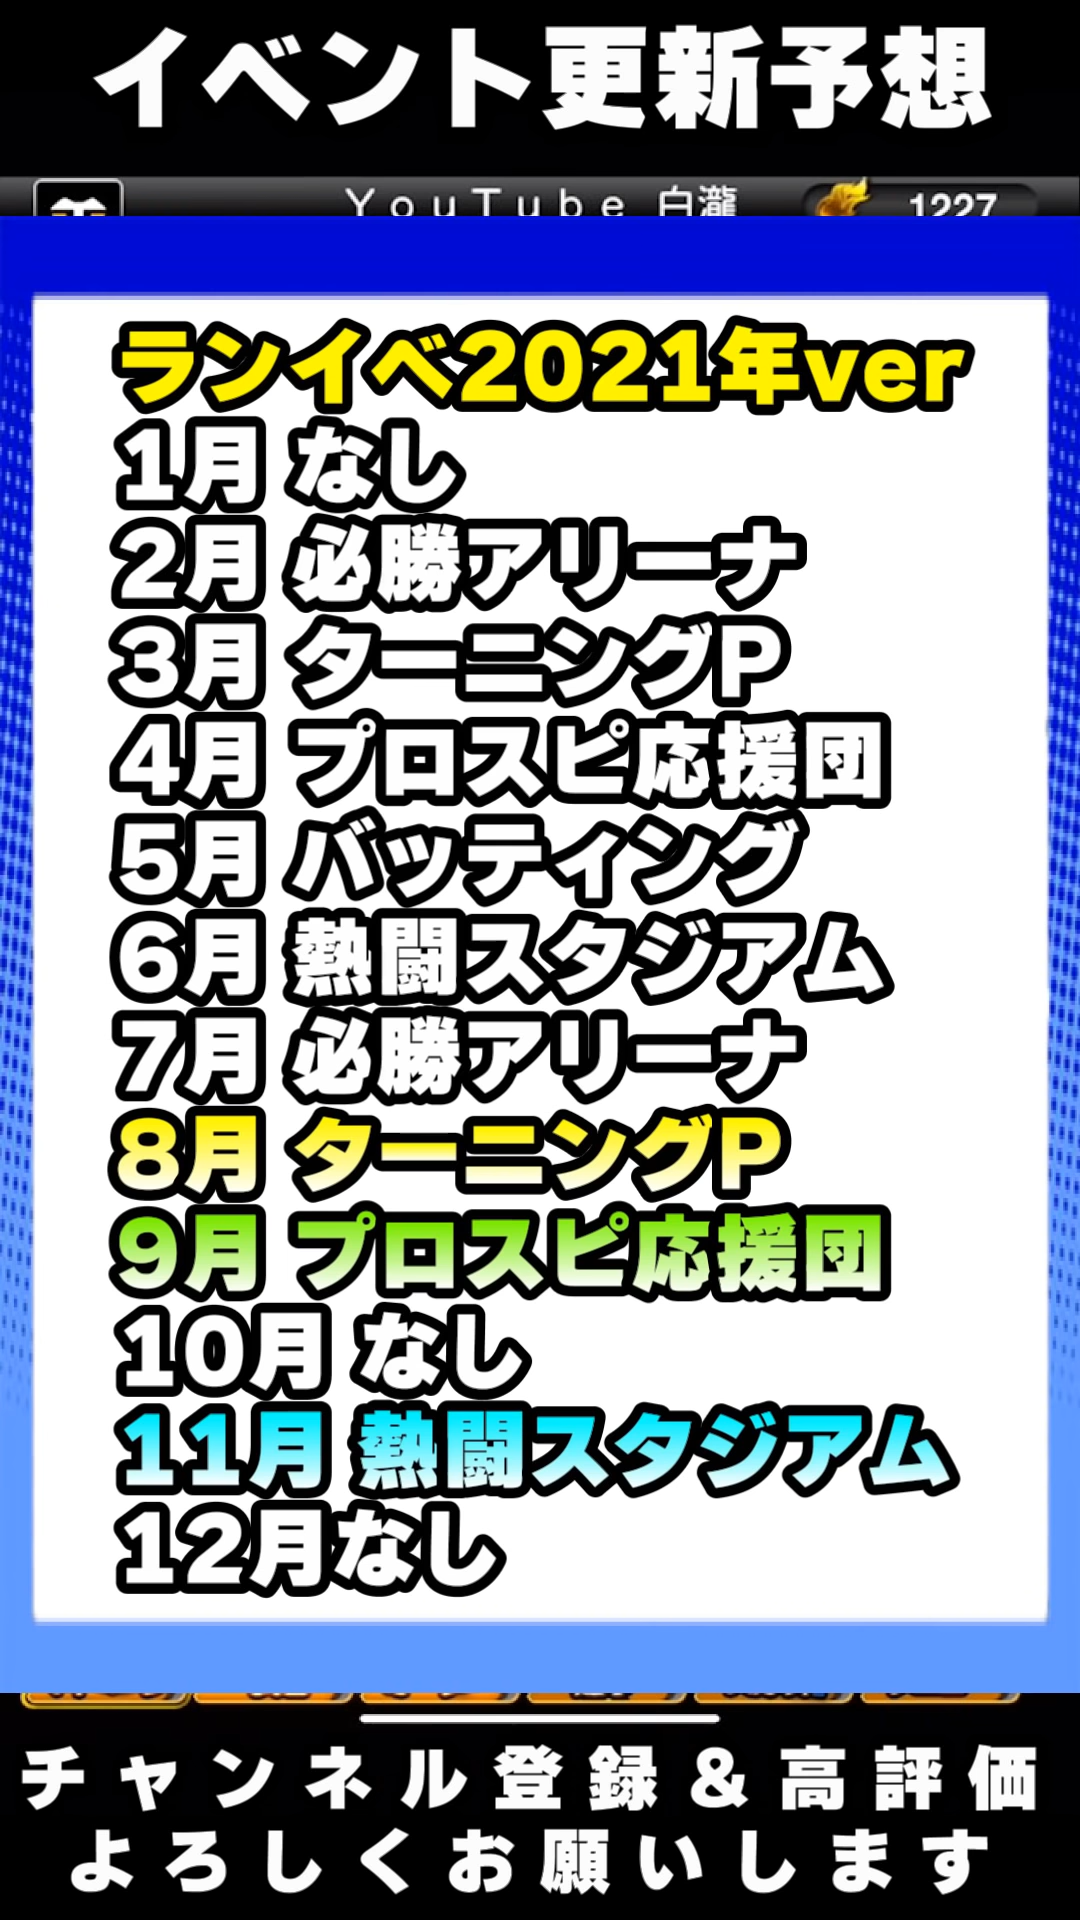 イベント更新予想
YouTube 白瀧
1227
ランイベ2021年ver
1月 なし
2月 必勝アリーナ
3月 ターニングP
4月 プロスピ応援団
5月 バッティング
6月 熱闘スタジアム
7月 必勝アリーナ
8月 ターニングP
9月 プロスピ応援団
10月 なし
11月 熱闘スタジアム
12月なし
チャンネル登録&高評価
よろしくお願いします